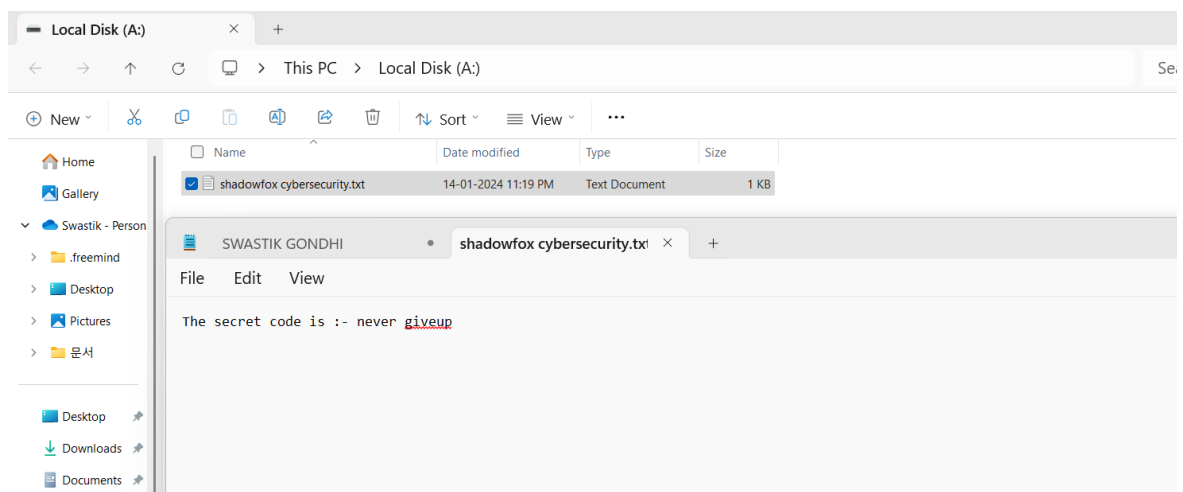 Local Disk (A:)
This PC > Local Disk (A:)
Sea
New
Sort
View
Name Date modified Type Size
shadowfox cybersecurity.txt 14-01-2024 11:19 PM Text Document 1 KB
Home
Gallery
Swastik - Person
.freemind
Desktop
Pictures
문서
Desktop
Downloads
Documents
SWASTIK GONDHI
shadowfox cybersecurity.txt
File Edit View
The secret code is :- never giveup